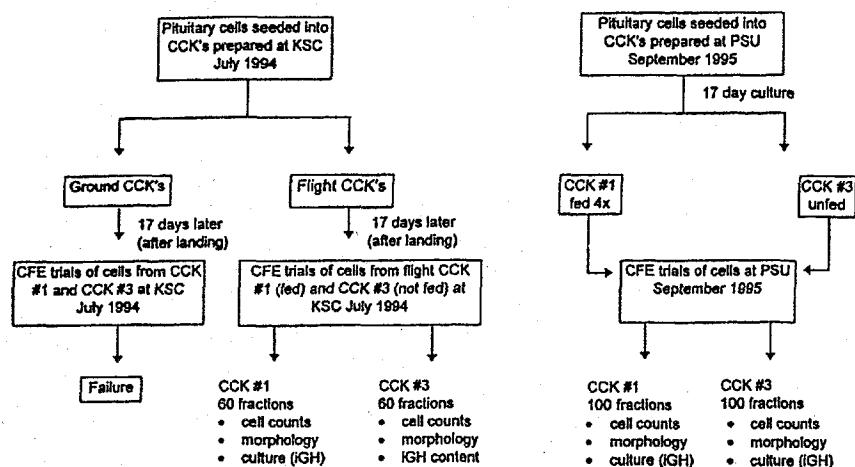 Pituitary cells seeded into
CCK's prepared at KSC
July 1994
Ground CCK's
Flight CCK's
17 days later
(after landing)
17 days later
(after landing)
CFE trials of cells from CCK
#1 and CCK #3 at KSC
July 1994
CFE trials of cells from flight CCK
#1 (fed) and CCK #3 (not fed) at
KSC July 1994
Failure
CCK #1
60 fractions
• cell counts
• morphology
• culture (iGH)
CCK #3
60 fractions
• cell counts
• morphology
• iGH content
Pituitary cells seeded into
CCK's prepared at PSU
September 1995
17 day culture
CCK #1
fed 4x
CCK #3
unfed
CFE trials of cells at PSU
September 1995
CCK #1
100 fractions
• cell counts
• morphology
• culture (iGH)
CCK #3
100 fractions
• cell counts
• morphology
• culture (iGH)